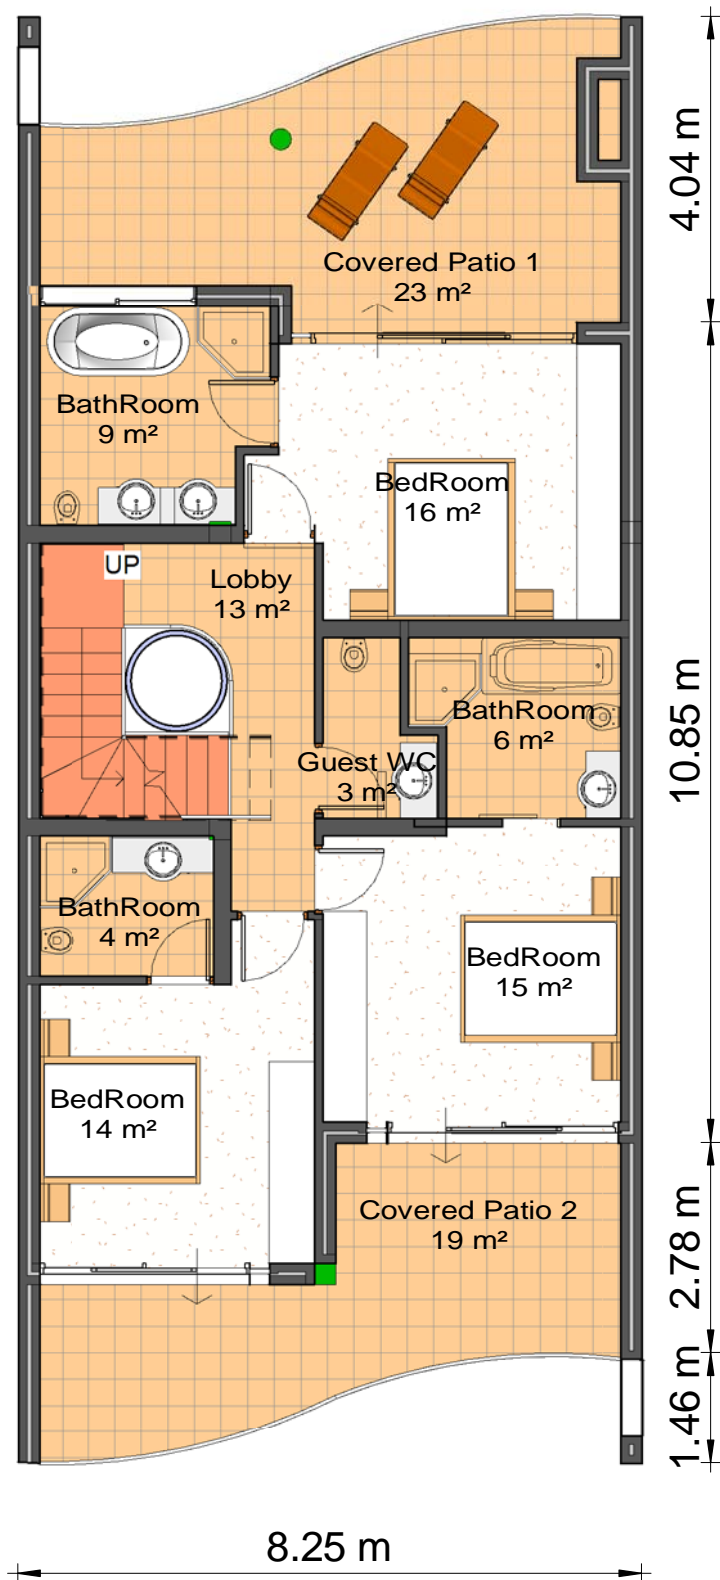 4.04 m
Covered Patio 1
23 m²
BathRoom
9 m²
BedRoom
16 m²
UP
Lobby
13 m²
10.85 m
BathRoom
6 m²
Guest WC
3 m²
BathRoom
4 m²
BedRoom
15 m²
BedRoom
14 m²
Covered Patio 2
19 m²
2.78 m
1.46 m
8.25 m